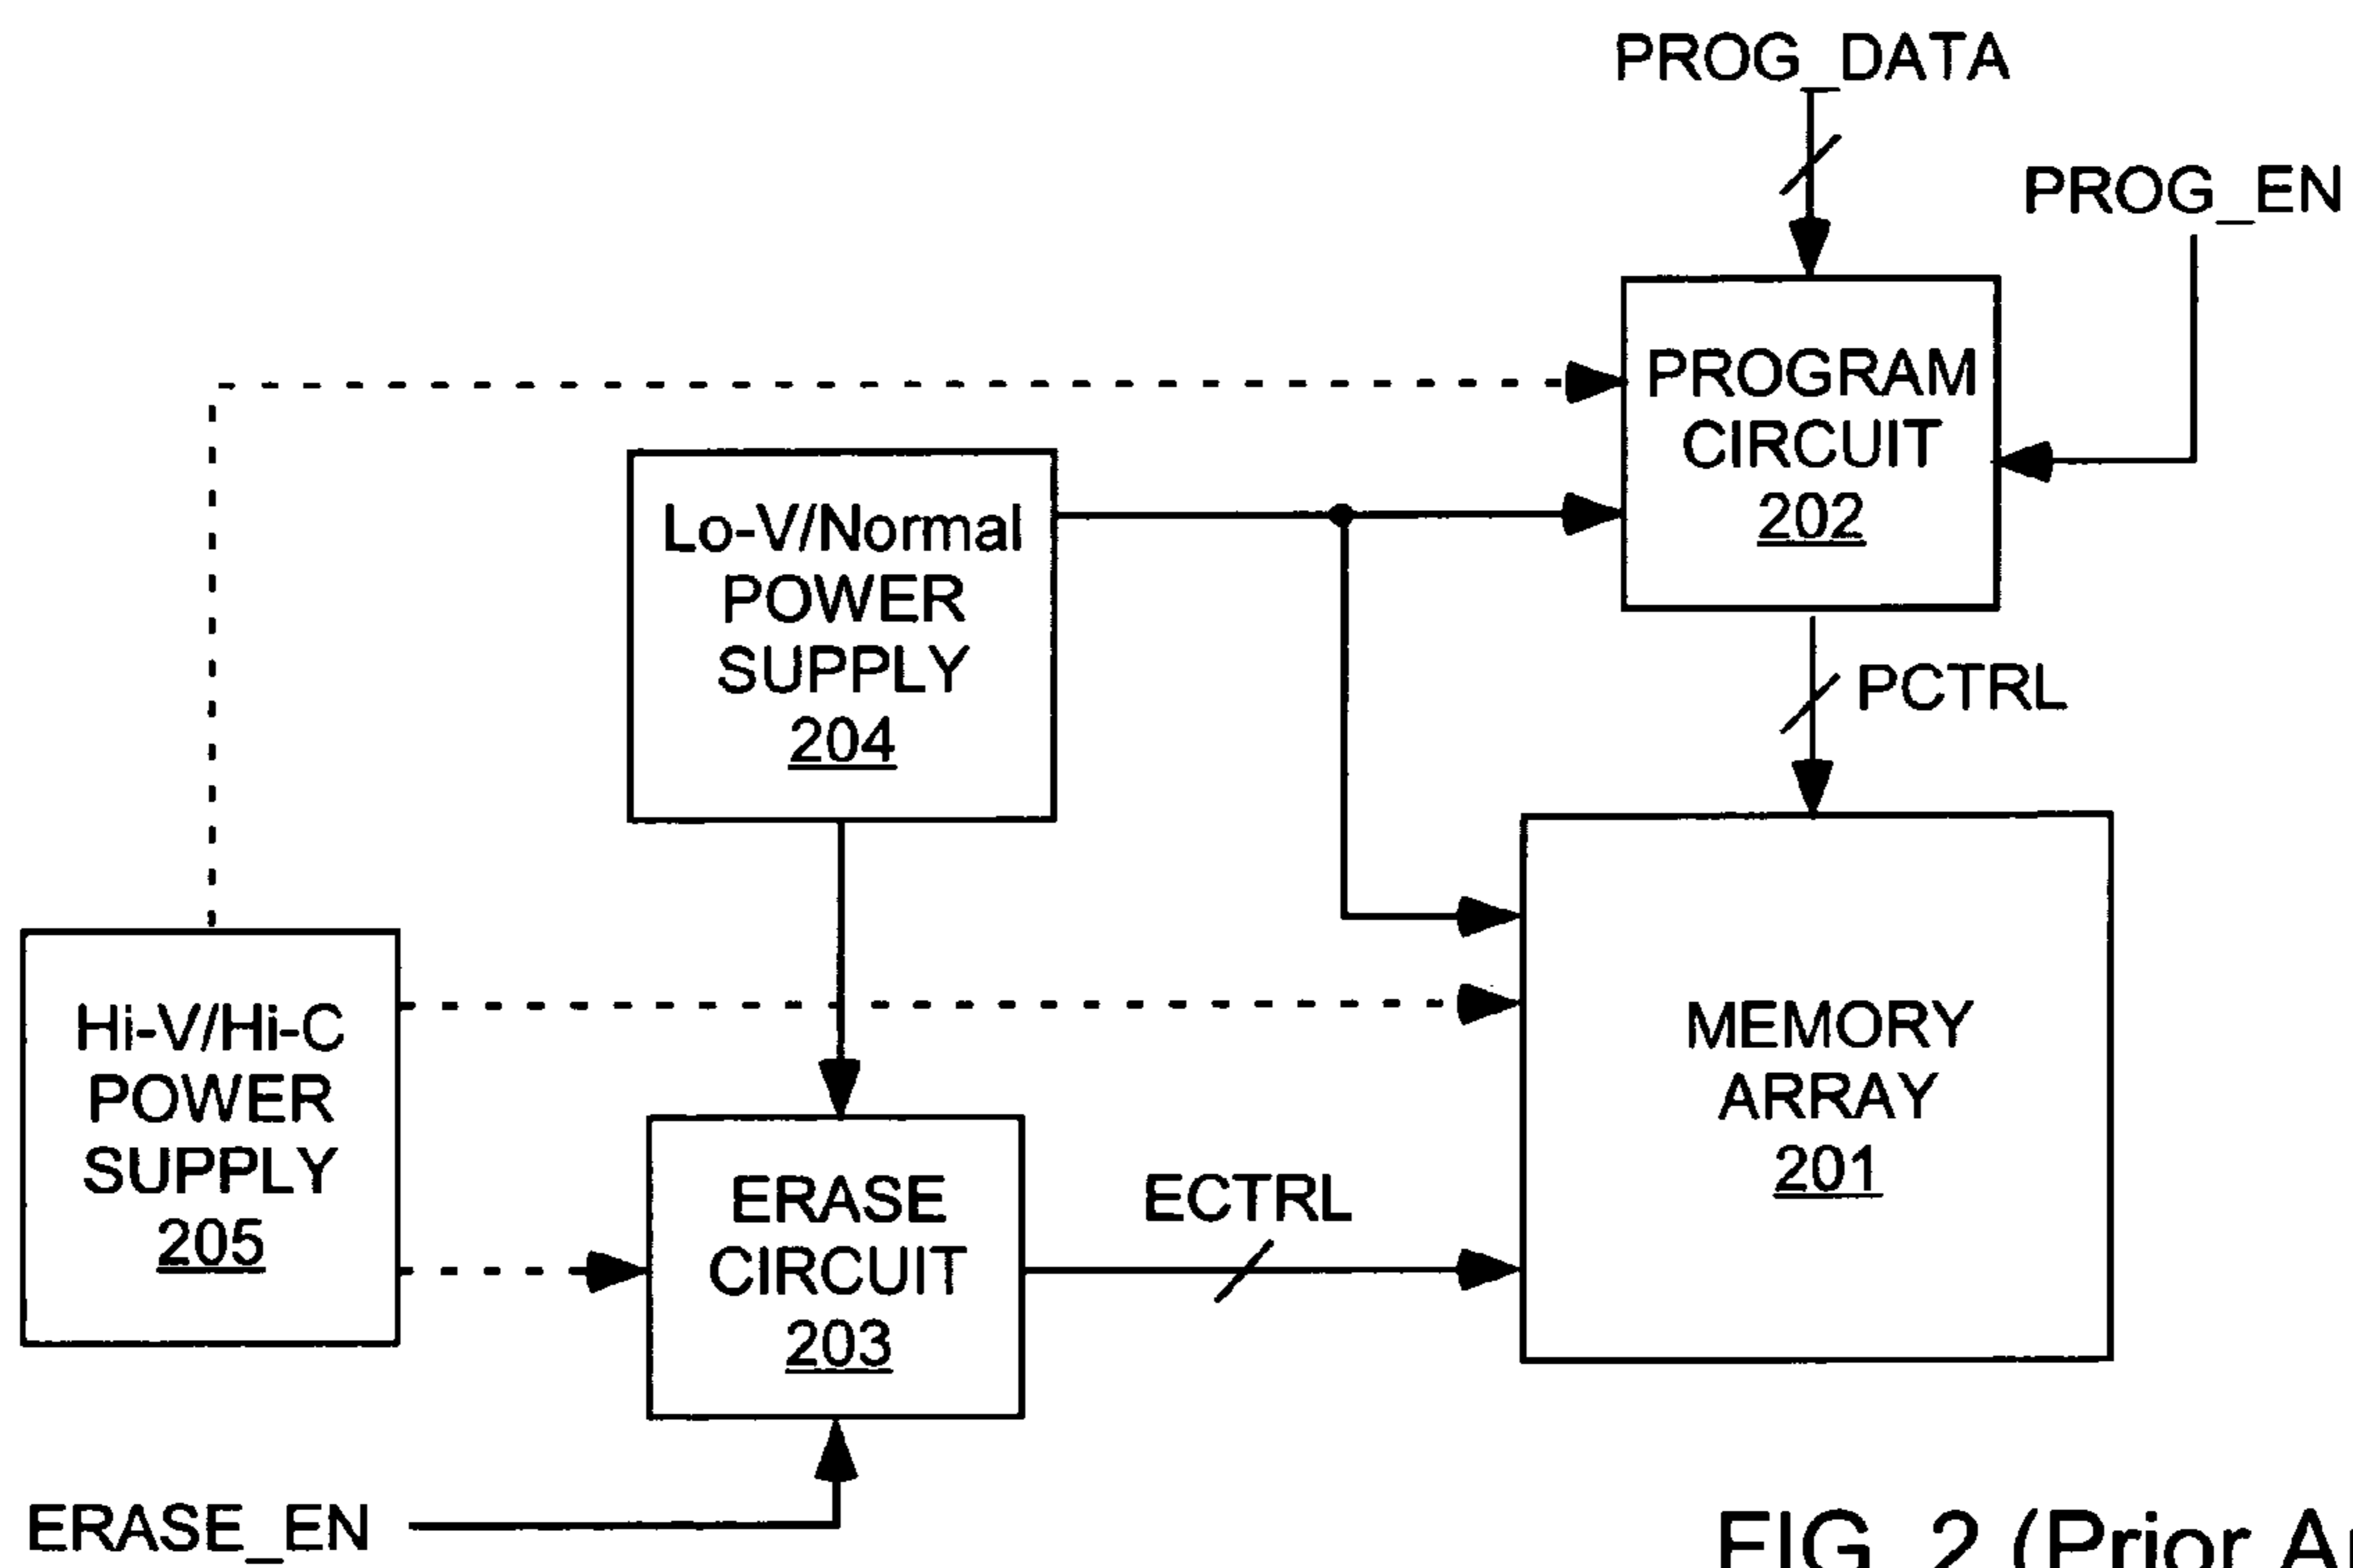 PROG_DATA
PROG_EN
PROGRAM
CIRCUIT
202
Lo-V/Normal
POWER
SUPPLY
204
PCTRL
Hi-V/Hi-C
POWER
SUPPLY
205
MEMORY
ARRAY
201
ERASE
CIRCUIT
203
ECTRL
ERASE_EN
FIG. 2 (Prior